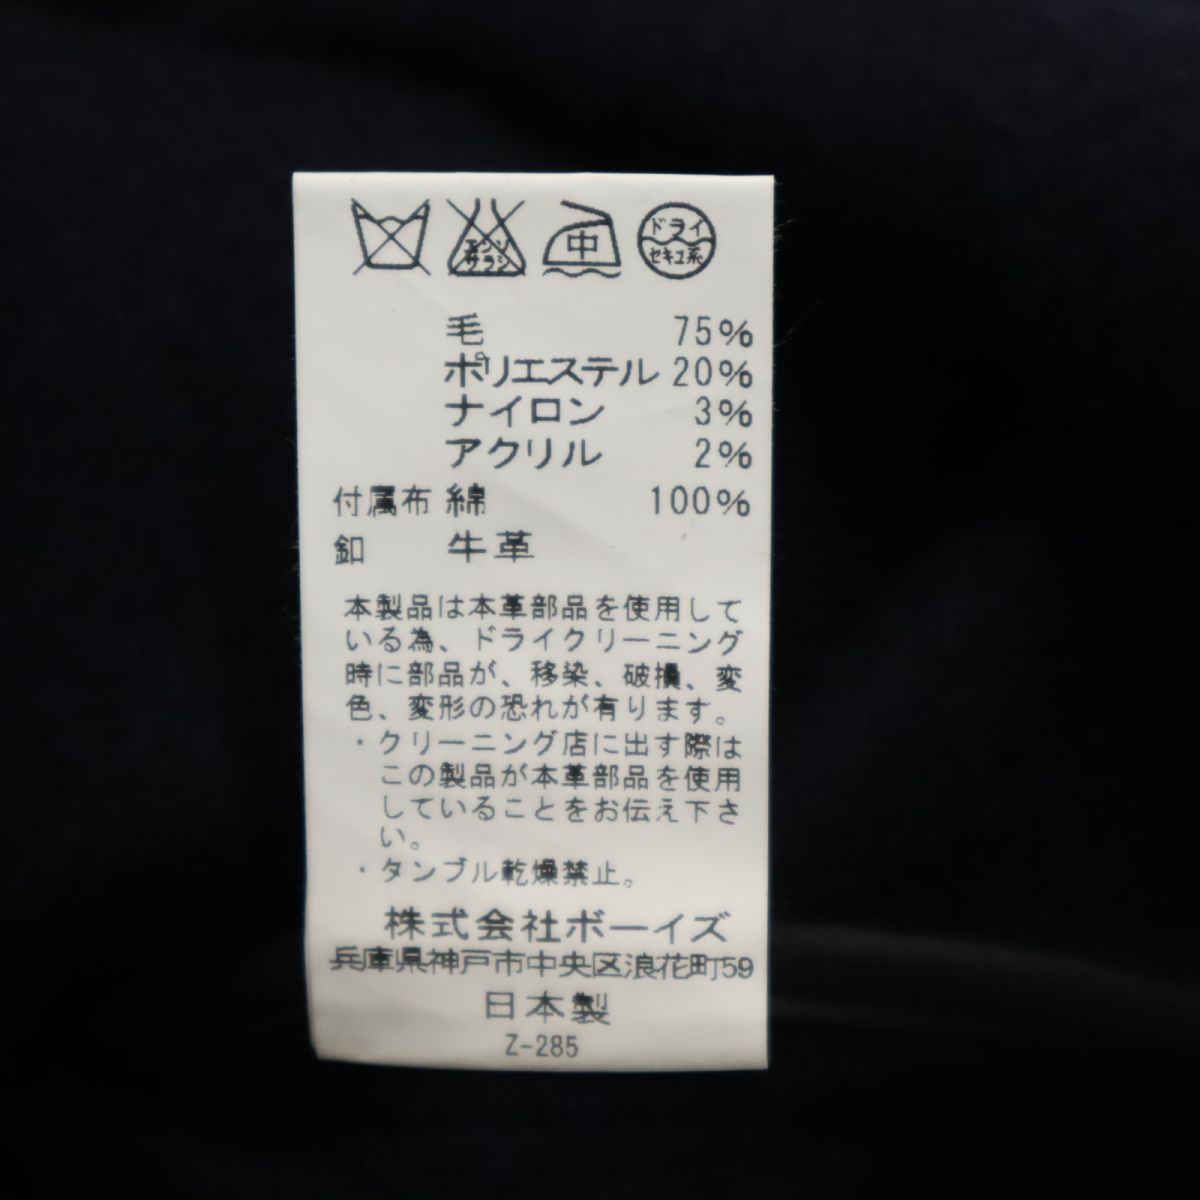 エンソ サラシ 中 ドライ セキユ系
毛 75%
ポリエステル 20%
ナイロン 3%
アクリル 2%
付属布 綿 100%
釦 牛革
本製品は本革部品を使用して
いる為、ドライクリーニング
時に部品が、移染、破損、変
色、変形の恐れが有ります。
・クリーニング店に出す際は
この製品が本革部品を使用
していることをお伝え下さ
い。
・タンブル乾燥禁止。
株式会社ボーイズ
兵庫県神戸市中央区浪花町59
日本製
Z-285